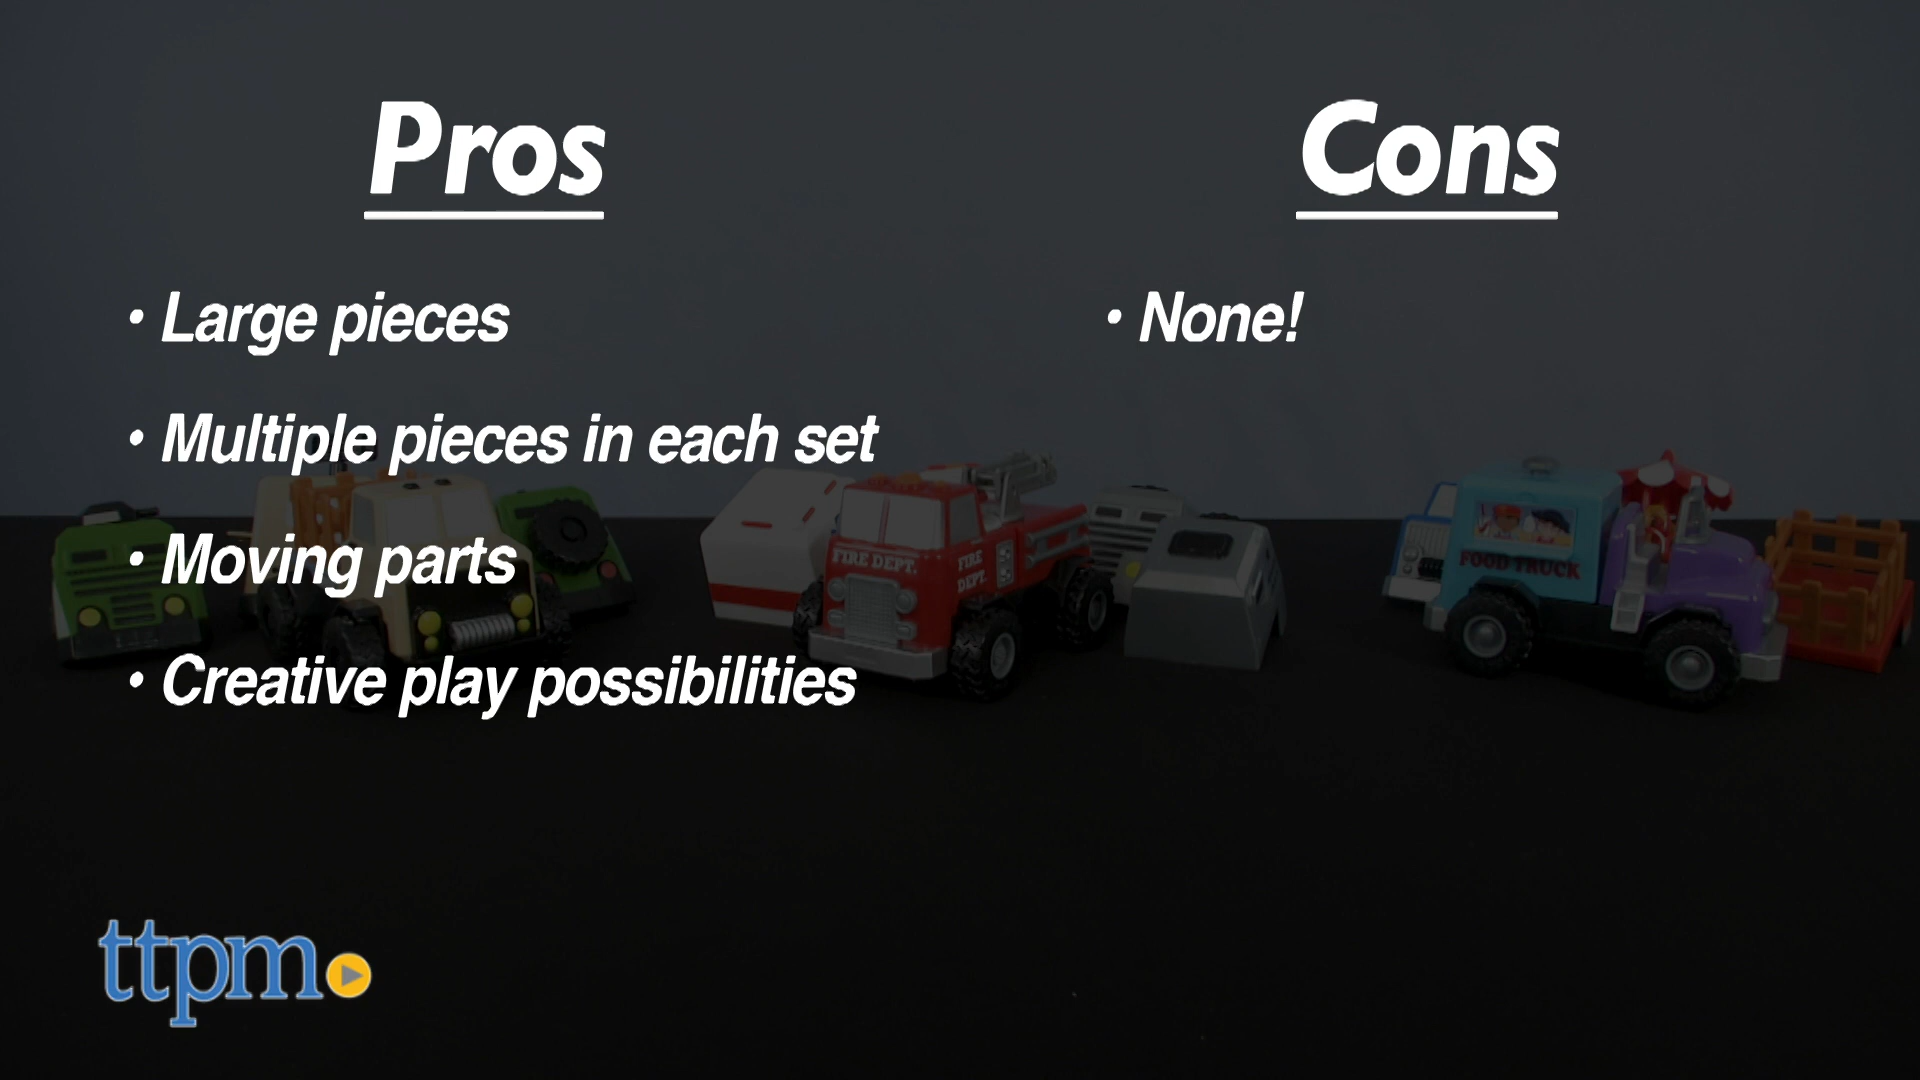 Pros
• Large pieces
• Multiple pieces in each set
• Moving parts
• Creative play possibilities
Cons
• None!
FIRE DEPT.
FIRE
DEPT.
FOOD TRUCK
ttpm